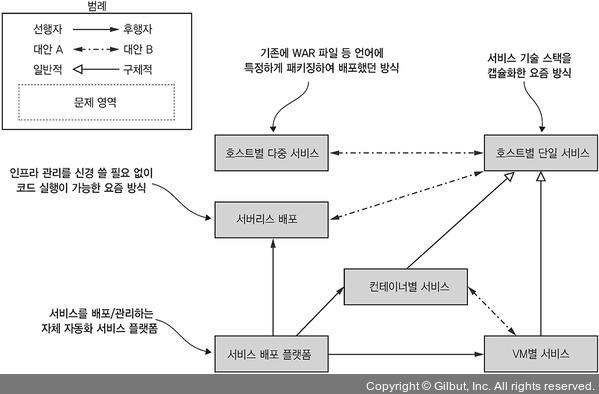 범례
선행자 후행자
대안 A 대안 B
일반적 구체적
문제 영역
기존에 WAR 파일 등 언어에
특정하게 패키징하여 배포했던 방식
서비스 기술 스택을
캡슐화한 요즘 방식
호스트별 다중 서비스
호스트별 단일 서비스
인프라 관리를 신경 쓸 필요 없이
코드 실행이 가능한 요즘 방식
서버리스 배포
컨테이너별 서비스
서비스를 배포/관리하는
자체 자동화 서비스 플랫폼
서비스 배포 플랫폼
VM별 서비스
Copyright © Gilbut, Inc. All rights reserved.